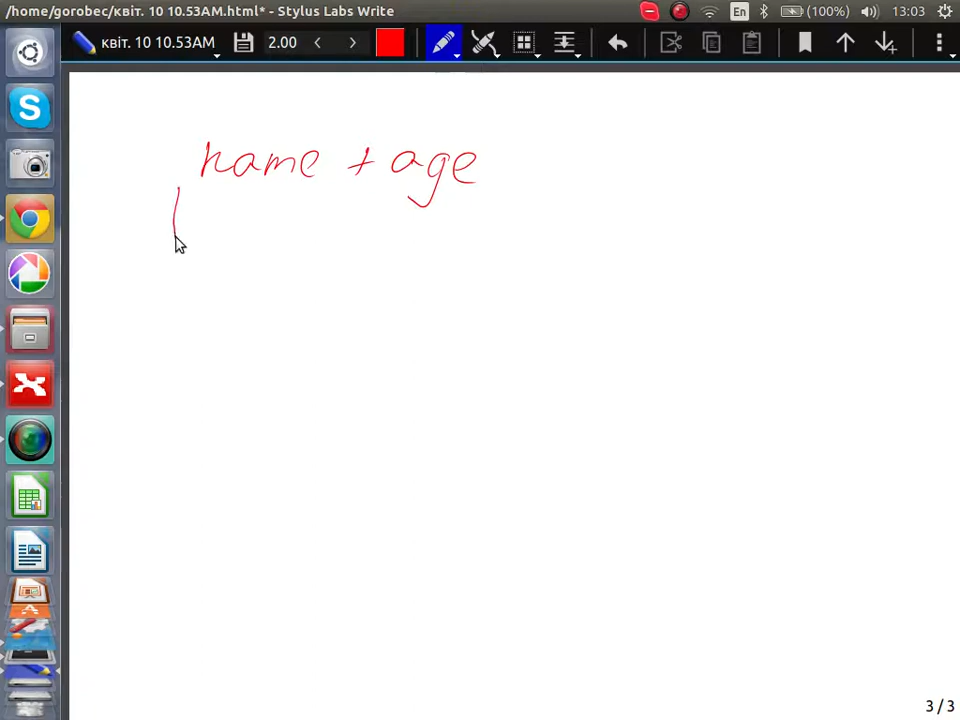 /home/gorobec/квіт. 10 10.53AM.html* - Stylus Labs Write
En
(100%)
13:03
квіт. 10 10.53AM
2.00
name + age
3 / 3